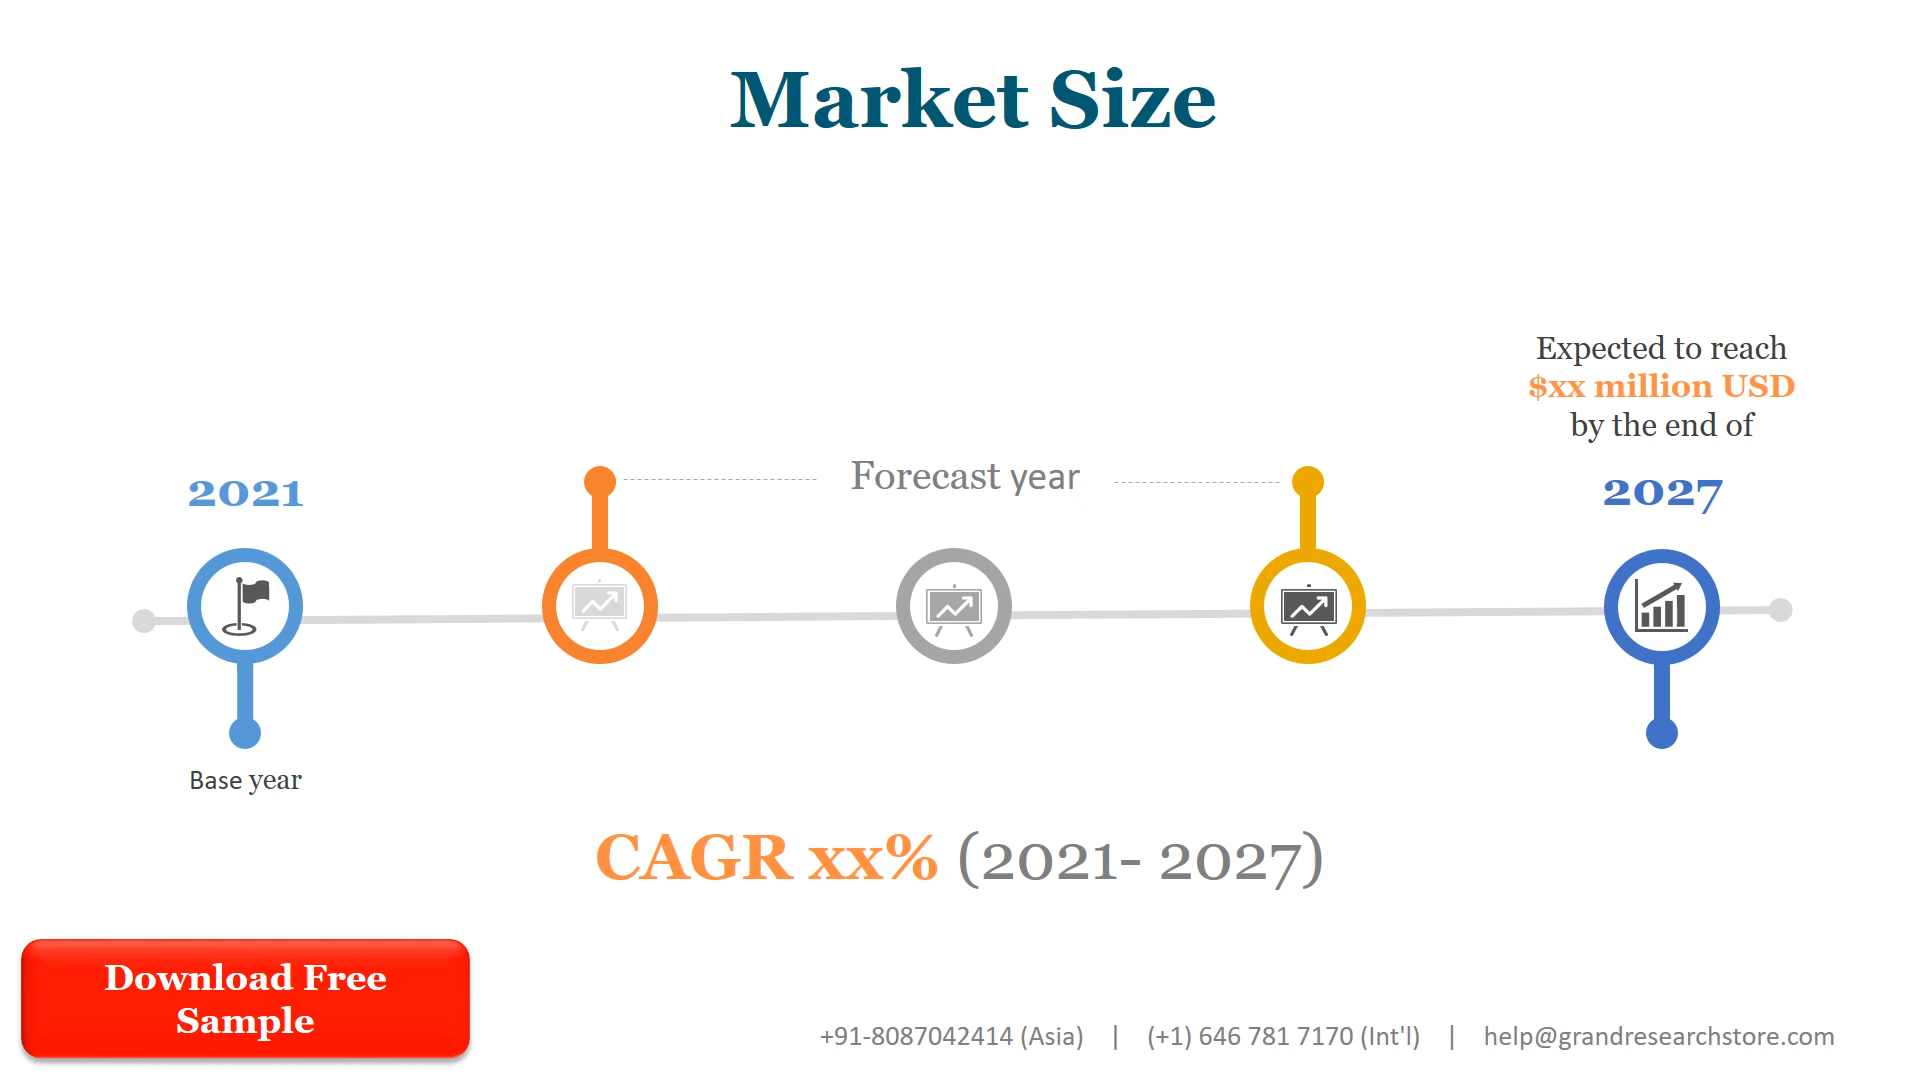 Market Size
Expected to reach
$xx million USD
by the end of
2021
Forecast year
2027
Base year
CAGR xx% (2021- 2027)
Download Free
Sample
+91-8087042414 (Asia) | (+1) 646 781 7170 (Int'l) | help@grandresearchstore.com